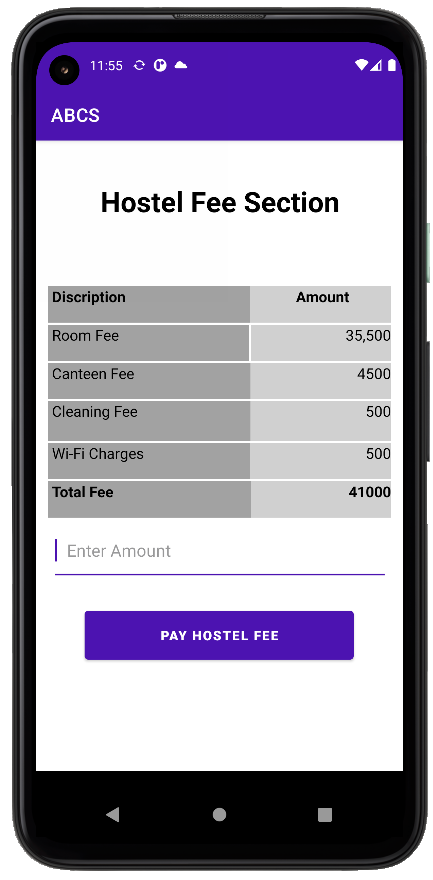 11:55
ABCS
Hostel Fee Section
Discription Amount
Room Fee 35,500
Canteen Fee 4500
Cleaning Fee 500
Wi-Fi Charges 500
Total Fee 41000
Enter Amount
PAY HOSTEL FEE